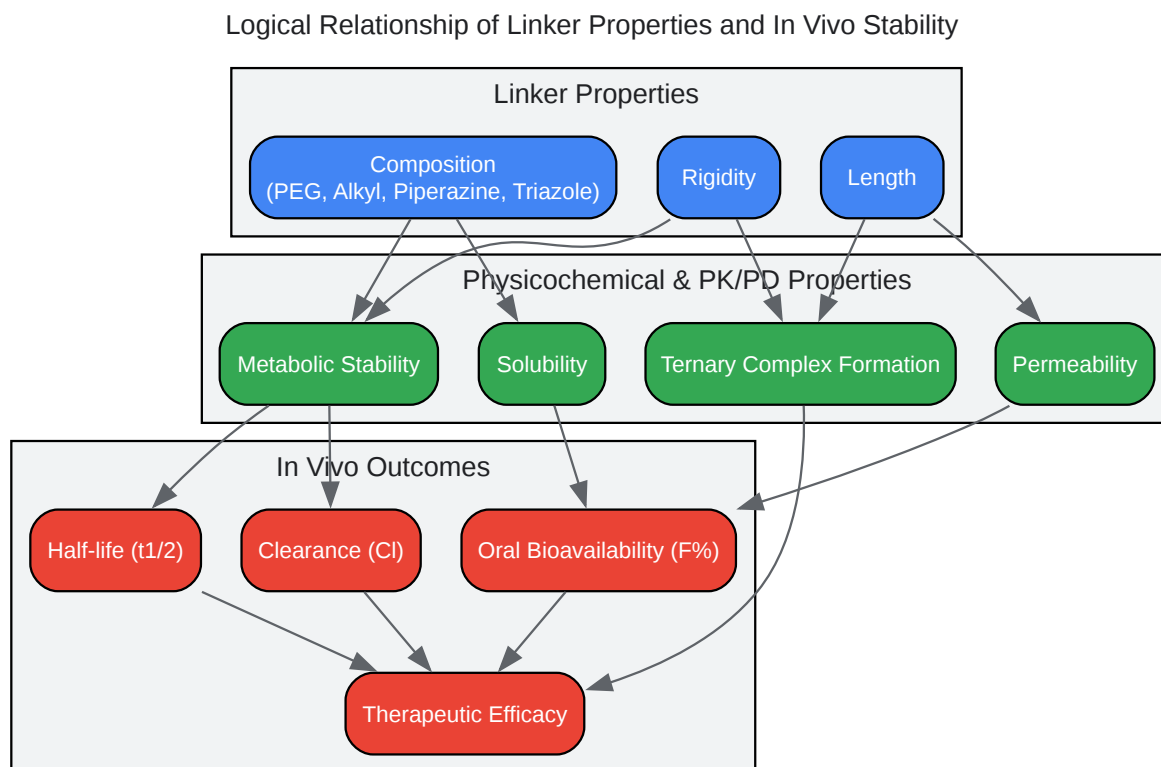 Logical Relationship of Linker Properties and In Vivo Stability
Linker Properties
Composition
(PEG, Alkyl, Piperazine, Triazole)
Rigidity
Length
Physicochemical & PK/PD Properties
Metabolic Stability
Solubility
Ternary Complex Formation
Permeability
In Vivo Outcomes
Half-life (t1/2)
Clearance (Cl)
Oral Bioavailability (F%)
Therapeutic Efficacy